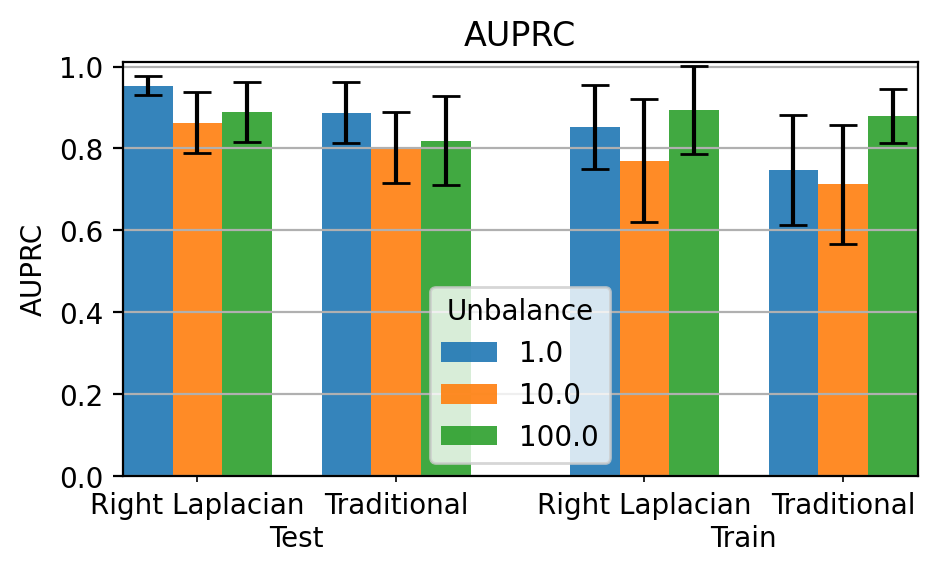 AUPRC
AUPRC
1.0
0.8
0.6
0.4
0.2
0.0
Unbalance
1.0
10.0
100.0
Right Laplacian Traditional Right Laplacian Traditional
Test Train